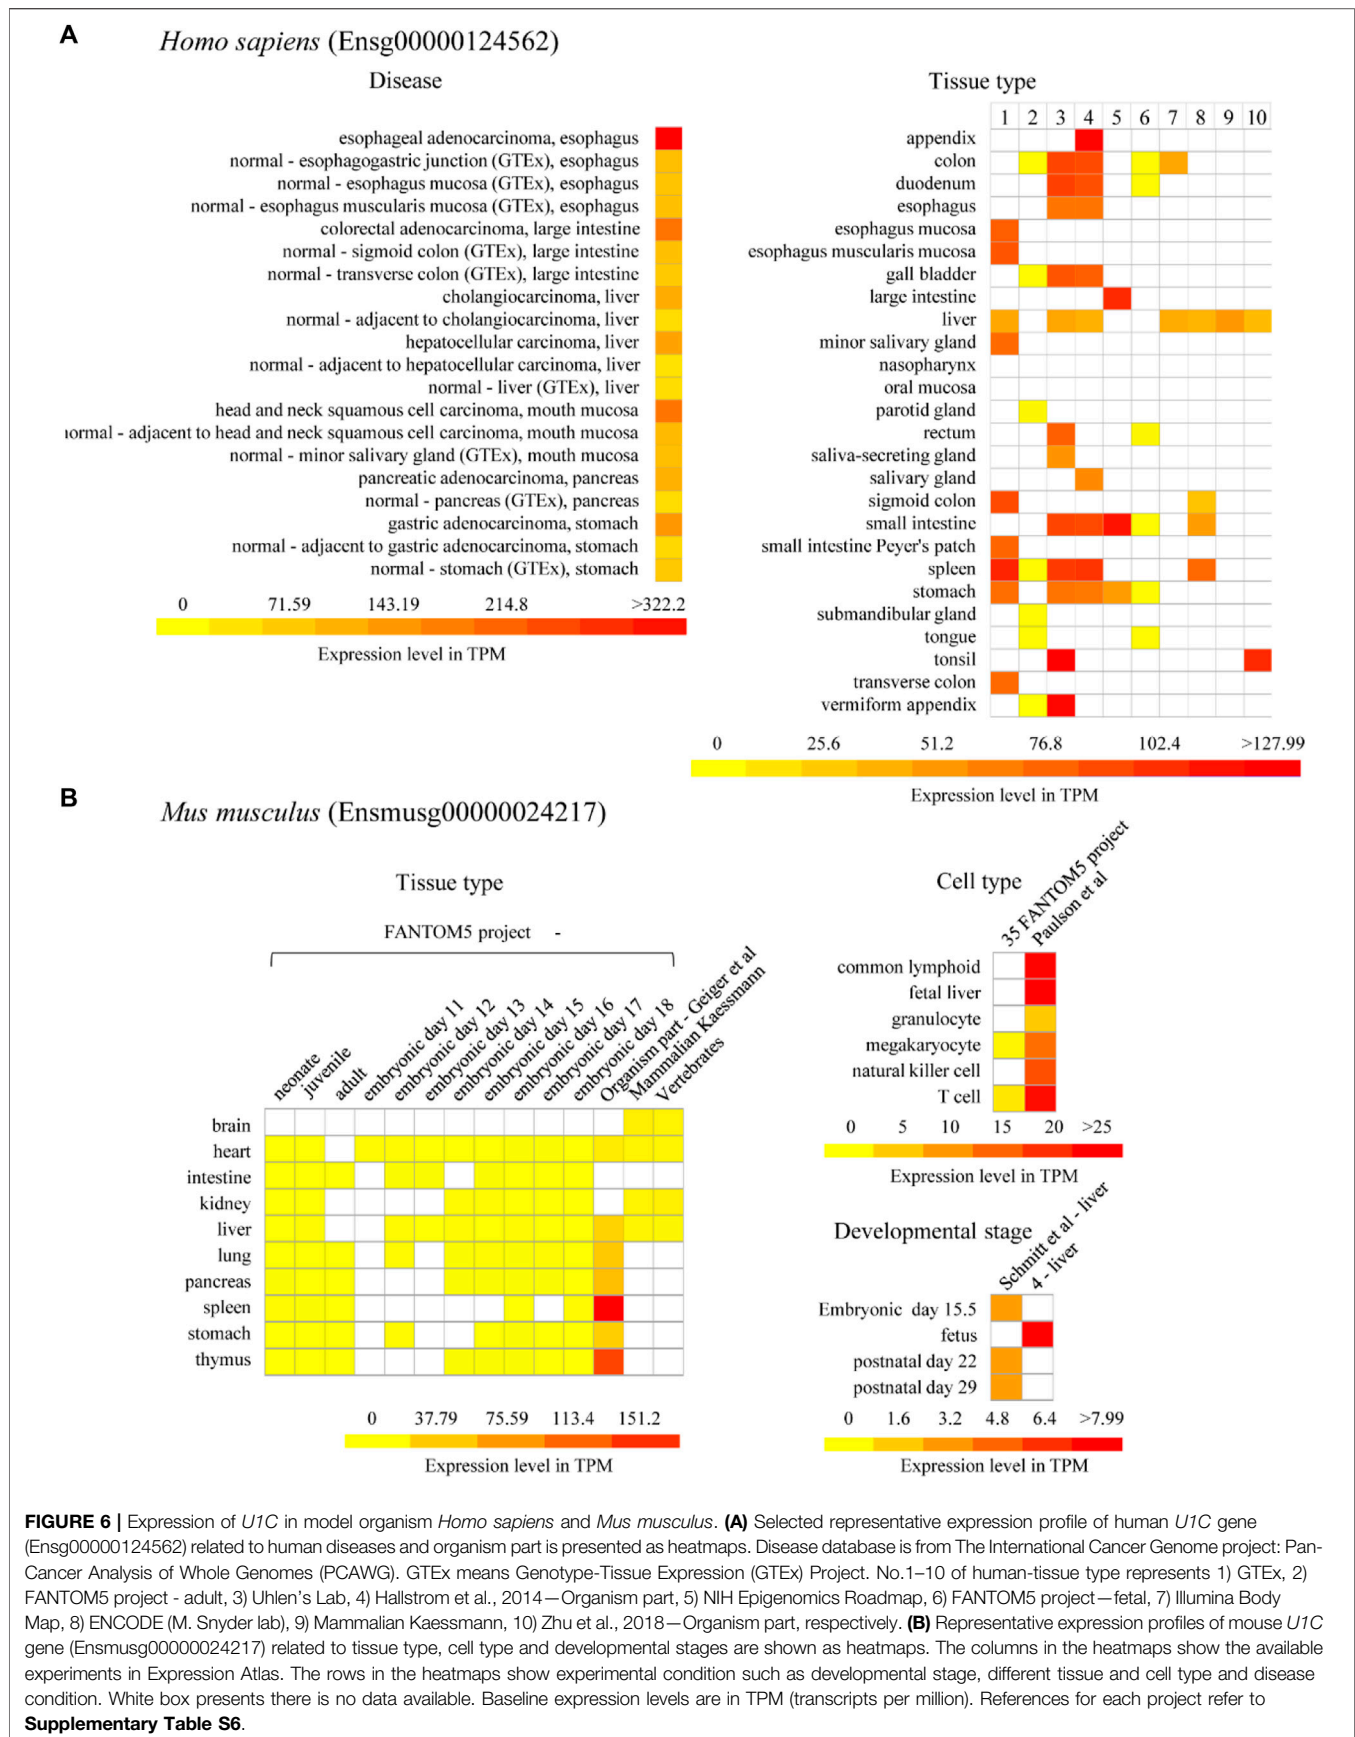 A
Homo sapiens (Ensg00000124562)
Disease
esophageal adenocarcinoma, esophagus
normal - esophagogastric junction (GTEx), esophagus
normal - esophagus mucosa (GTEx), esophagus
normal - esophagus muscularis mucosa (GTEx), esophagus
colorectal adenocarcinoma, large intestine
normal - sigmoid colon (GTEx), large intestine
normal - transverse colon (GTEx), large intestine
cholangiocarcinoma, liver
normal - adjacent to cholangiocarcinoma, liver
hepatocellular carcinoma, liver
normal - adjacent to hepatocellular carcinoma, liver
normal - liver (GTEx), liver
head and neck squamous cell carcinoma, mouth mucosa
ormal - adjacent to head and neck squamous cell carcinoma, mouth mucosa
normal - minor salivary gland (GTEx), mouth mucosa
pancreatic adenocarcinoma, pancreas
normal - pancreas (GTEx), pancreas
gastric adenocarcinoma, stomach
normal - adjacent to gastric adenocarcinoma, stomach
normal - stomach (GTEx), stomach
0 71.59 143.19 214.8 >322.2
Expression level in TPM
Tissue type
1 2 3 4 5 6 7 8 9 10
appendix
colon
duodenum
esophagus
esophagus mucosa
esophagus muscularis mucosa
gall bladder
large intestine
liver
minor salivary gland
nasopharynx
oral mucosa
parotid gland
rectum
saliva-secreting gland
salivary gland
sigmoid colon
small intestine
small intestine Peyer's patch
spleen
stomach
submandibular gland
tongue
tonsil
transverse colon
vermiform appendix
0 25.6 51.2 76.8 102.4 >127.99
Expression level in TPM
B
Mus musculus (Ensmusg00000024217)
Tissue type
FANTOM5 project -
neonate
juvenile
adult
embryonic day 11
embryonic day 12
embryonic day 13
embryonic day 14
embryonic day 15
embryonic day 16
embryonic day 17
embryonic day 18
Organism part - Geiger et al
Mammalian Kaessmann
Vertebrates
brain
heart
intestine
kidney
liver
lung
pancreas
spleen
stomach
thymus
0 37.79 75.59 113.4 151.2
Expression level in TPM
Cell type
35 FANTOM5 project
Paulson et al
common lymphoid
fetal liver
granulocyte
megakaryocyte
natural killer cell
T cell
0 5 10 15 20 >25
Expression level in TPM
Developmental stage
Schmitt et al - liver
4 - liver
Embryonic day 15.5
fetus
postnatal day 22
postnatal day 29
0 1.6 3.2 4.8 6.4 >7.99
Expression level in TPM
FIGURE 6 | Expression of U1C in model organism Homo sapiens and Mus musculus. (A) Selected representative expression profile of human U1C gene
(Ensg00000124562) related to human diseases and organism part is presented as heatmaps. Disease database is from The International Cancer Genome project: Pan-
Cancer Analysis of Whole Genomes (PCAWG). GTEx means Genotype-Tissue Expression (GTEx) Project. No.1–10 of human-tissue type represents 1) GTEx, 2)
FANTOM5 project - adult, 3) Uhlen's Lab, 4) Hallstrom et al., 2014—Organism part, 5) NIH Epigenomics Roadmap, 6) FANTOM5 project—fetal, 7) Illumina Body
Map, 8) ENCODE (M. Snyder lab), 9) Mammalian Kaessmann, 10) Zhu et al., 2018—Organism part, respectively. (B) Representative expression profiles of mouse U1C
gene (Ensmusg00000024217) related to tissue type, cell type and developmental stages are shown as heatmaps. The columns in the heatmaps show the available
experiments in Expression Atlas. The rows in the heatmaps show experimental condition such as developmental stage, different tissue and cell type and disease
condition. White box presents there is no data available. Baseline expression levels are in TPM (transcripts per million). References for each project refer to
Supplementary Table S6.